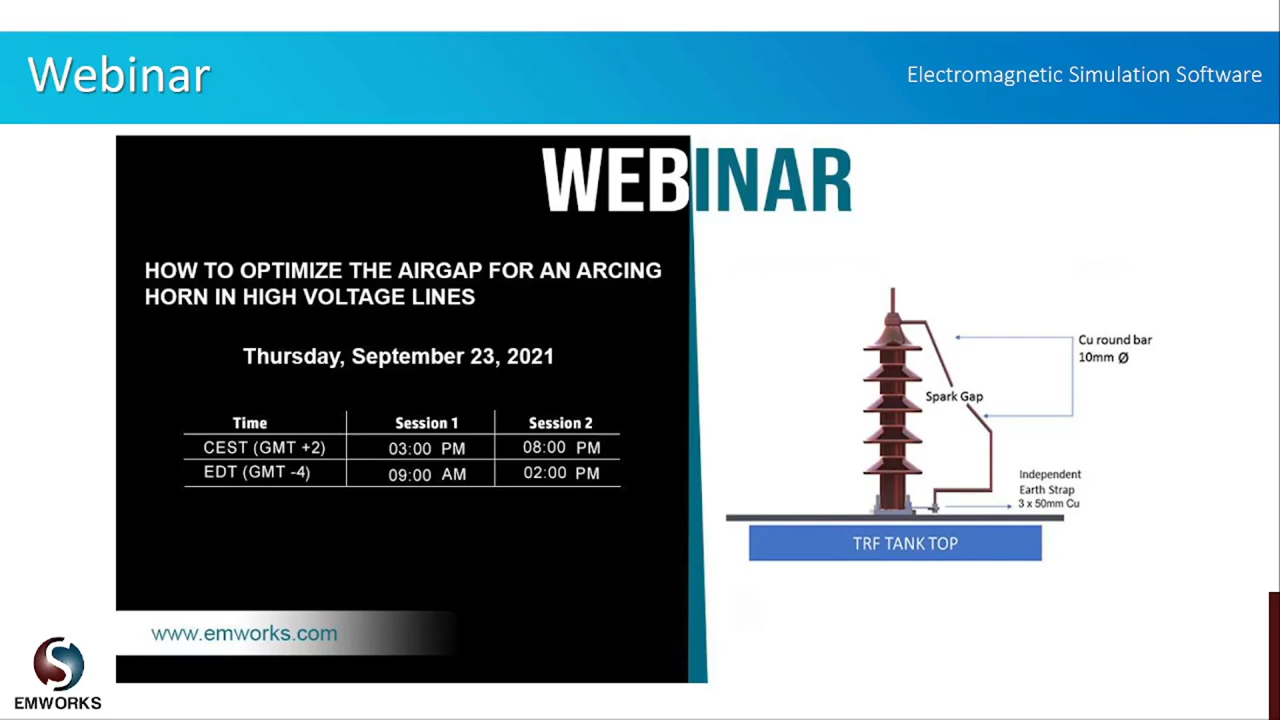 Webinar
Electromagnetic Simulation Software
WEBINAR
HOW TO OPTIMIZE THE AIRGAP FOR AN ARCING
HORN IN HIGH VOLTAGE LINES
Thursday, September 23, 2021
Time Session 1 Session 2
CEST (GMT +2) 03:00 PM 08:00 PM
EDT (GMT -4) 09:00 AM 02:00 PM
www.emworks.com
Cu round bar
10mm Ø
Spark Gap
Independent
Earth Strap
3 x 50mm Cu
TRF TANK TOP
EMWORKS